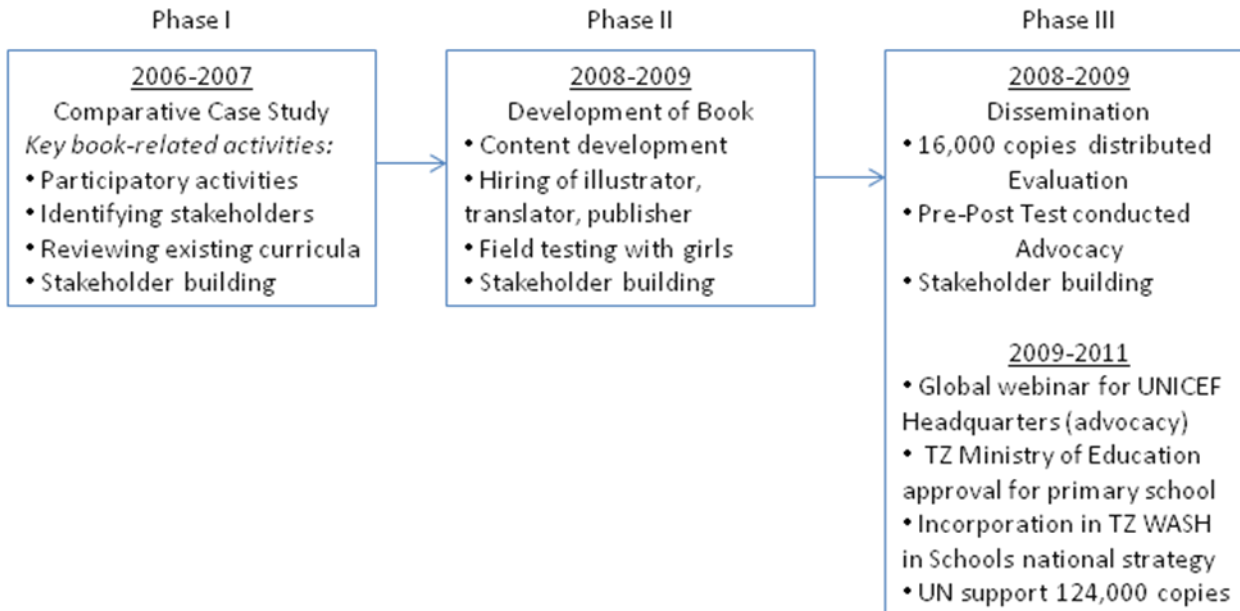 Phase I
2006-2007
Comparative Case Study
Key book-related activities:
• Participatory activities
• Identifying stakeholders
• Reviewing existing curricula
• Stakeholder building
Phase II
2008-2009
Development of Book
• Content development
• Hiring of illustrator,
translator, publisher
• Field testing with girls
• Stakeholder building
Phase III
2008-2009
Dissemination
• 16,000 copies distributed
Evaluation
• Pre-Post Test conducted
Advocacy
• Stakeholder building
2009-2011
• Global webinar for UNICEF
Headquarters (advocacy)
• TZ Ministry of Education
approval for primary school
• Incorporation in TZ WASH
in Schools national strategy
• UN support 124,000 copies